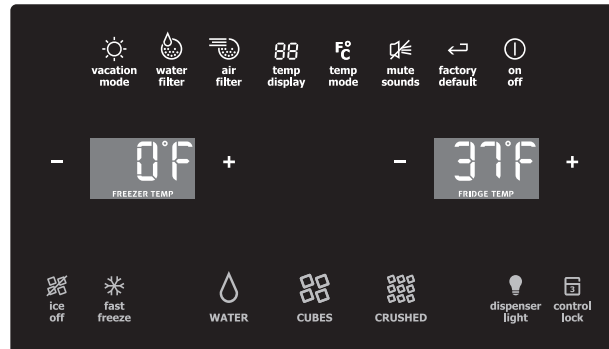 88 F°C
vacation mode water filter air filter temp display temp mode mute sounds factory default on off
- 0°F + - 37°F +
FREEZER TEMP FRIDGE TEMP
3
ice off fast freeze WATER CUBES CRUSHED dispenser light control lock